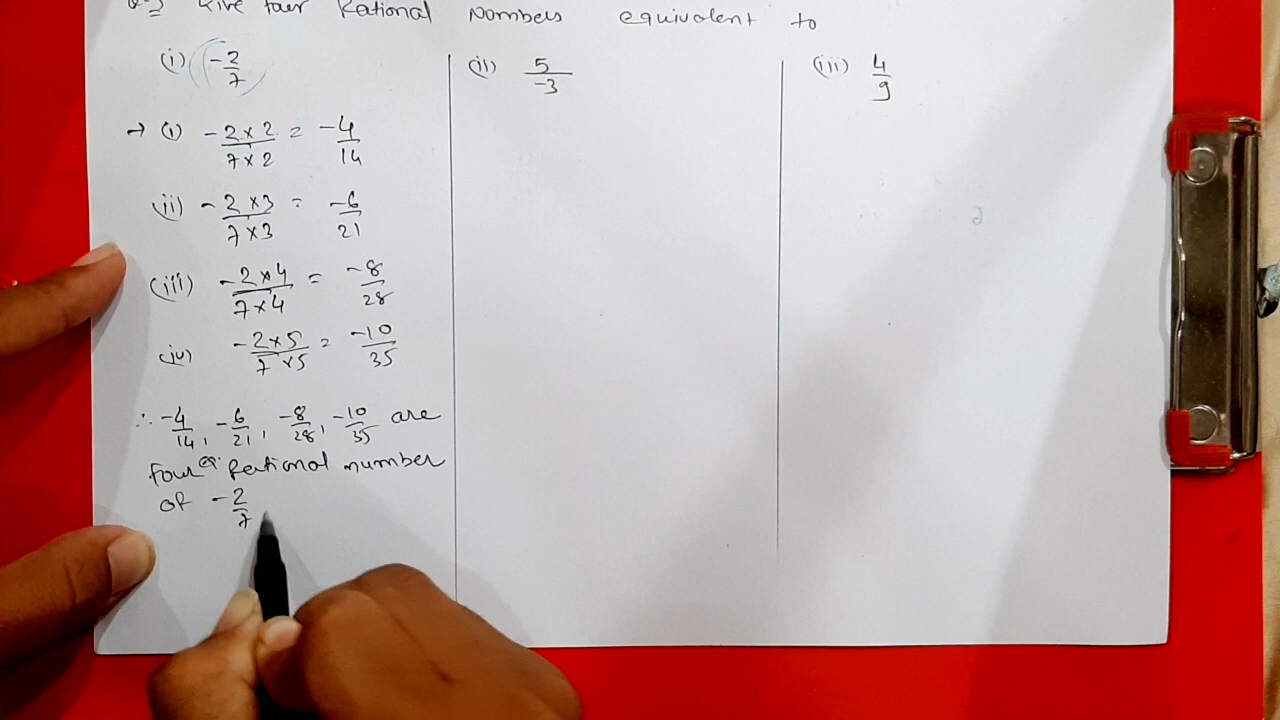 Give four Rational Numbers equivalent to
(i) -2/7
(ii) 5/-3
(iii) 4/9
→ (i) -2×2/7×2 = -4/14
(ii) -2×3/7×3 = -6/21
(iii) -2×4/7×4 = -8/28
(iv) -2×5/7×5 = -10/35
∴ -4/14, -6/21, -8/28, -10/35 are
four eq. Rational number
of -2/7